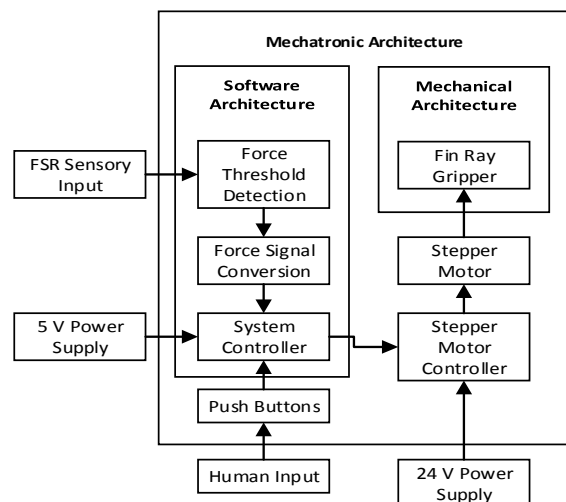 Mechatronic Architecture
Software
Architecture
Mechanical
Architecture
FSR Sensory
Input
Force
Threshold
Detection
Fin Ray
Gripper
Force Signal
Conversion
Stepper
Motor
5 V Power
Supply
System
Controller
Stepper
Motor
Controller
Push Buttons
Human Input
24 V Power
Supply